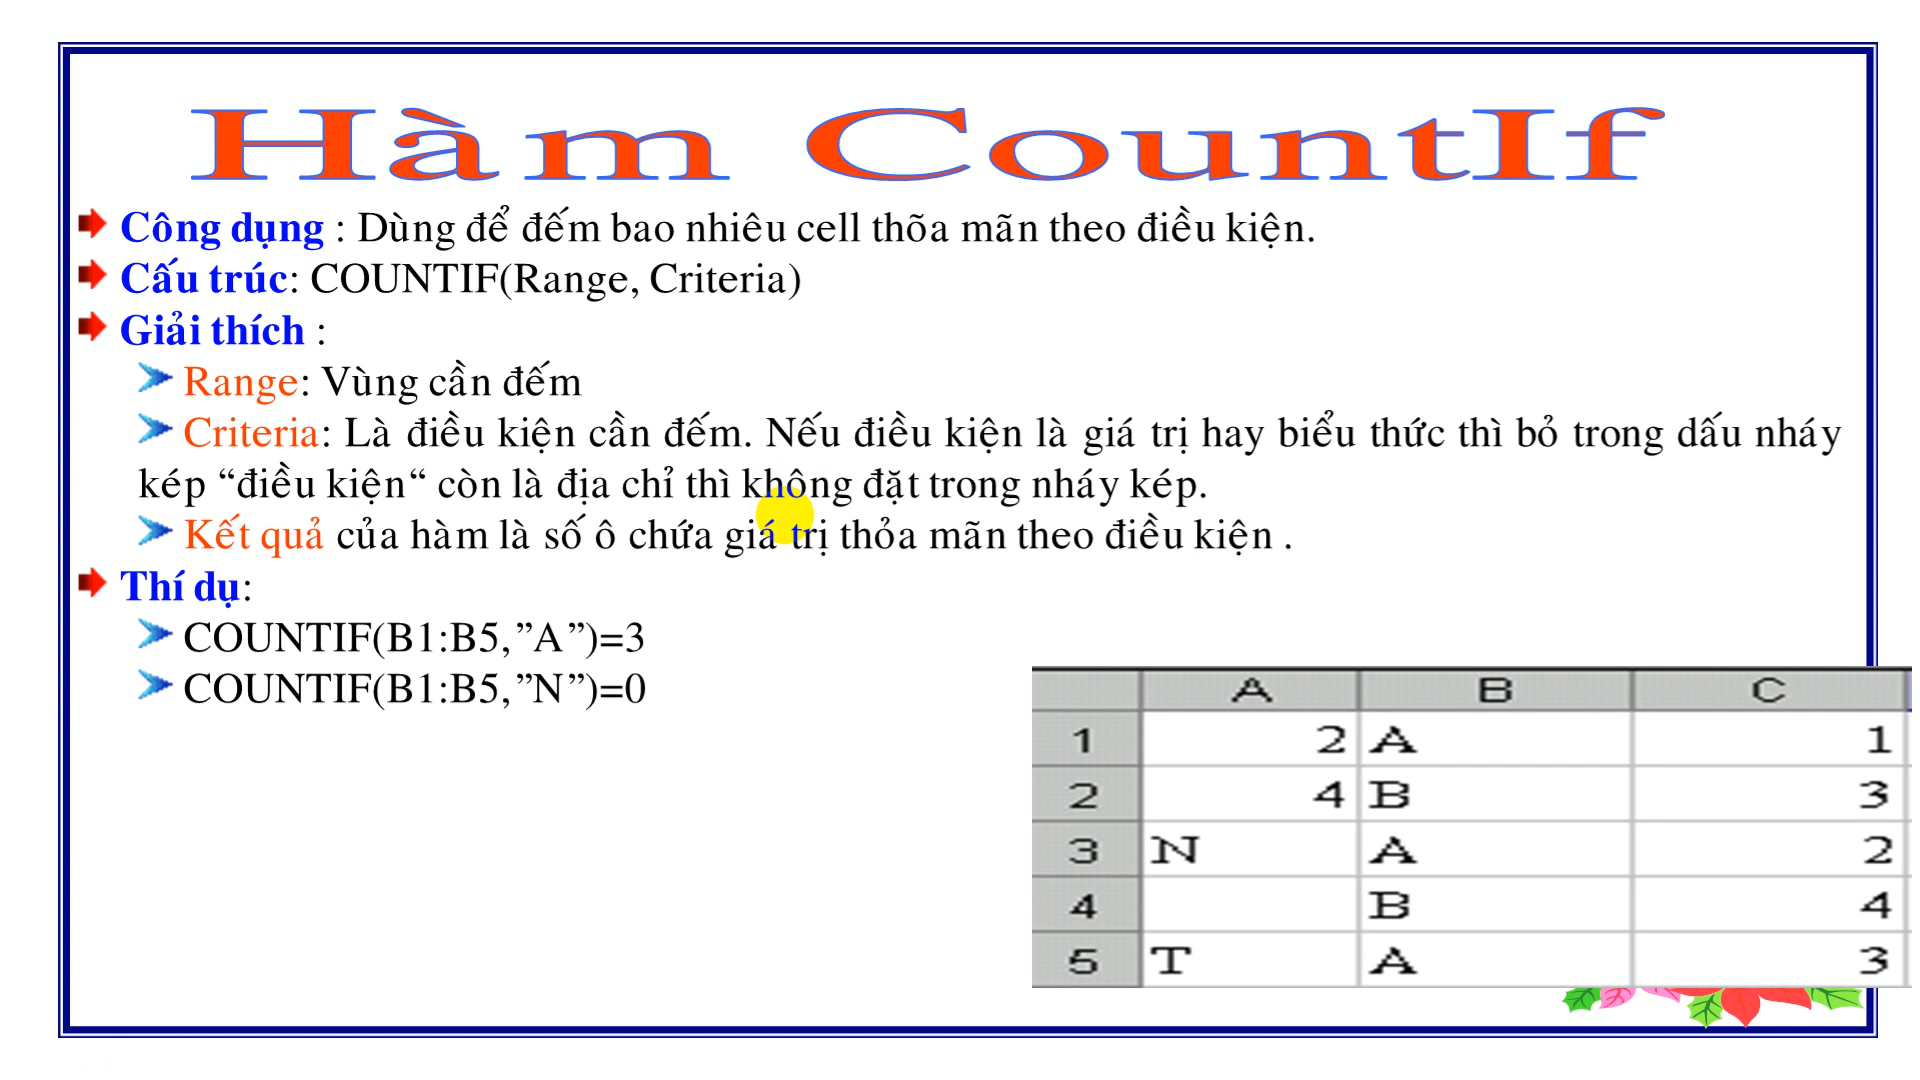 Hàm CountIf
Công dụng : Dùng để đếm bao nhiêu cell thõa mãn theo điều kiện.
Cấu trúc: COUNTIF(Range, Criteria)
Giải thích :
Range: Vùng cần đếm
Criteria: Là điều kiện cần đếm. Nếu điều kiện là giá trị hay biểu thức thì bỏ trong dấu nháy
kép “điều kiện“ còn là địa chỉ thì không đặt trong nháy kép.
Kết quả của hàm là số ô chứa giá trị thỏa mãn theo điều kiện .
Thí dụ:
COUNTIF(B1:B5,”A”)=3
COUNTIF(B1:B5,”N”)=0
A B C
1 2 A 1
2 4 B 3
3 N A 2
4 B 4
5 T A 3